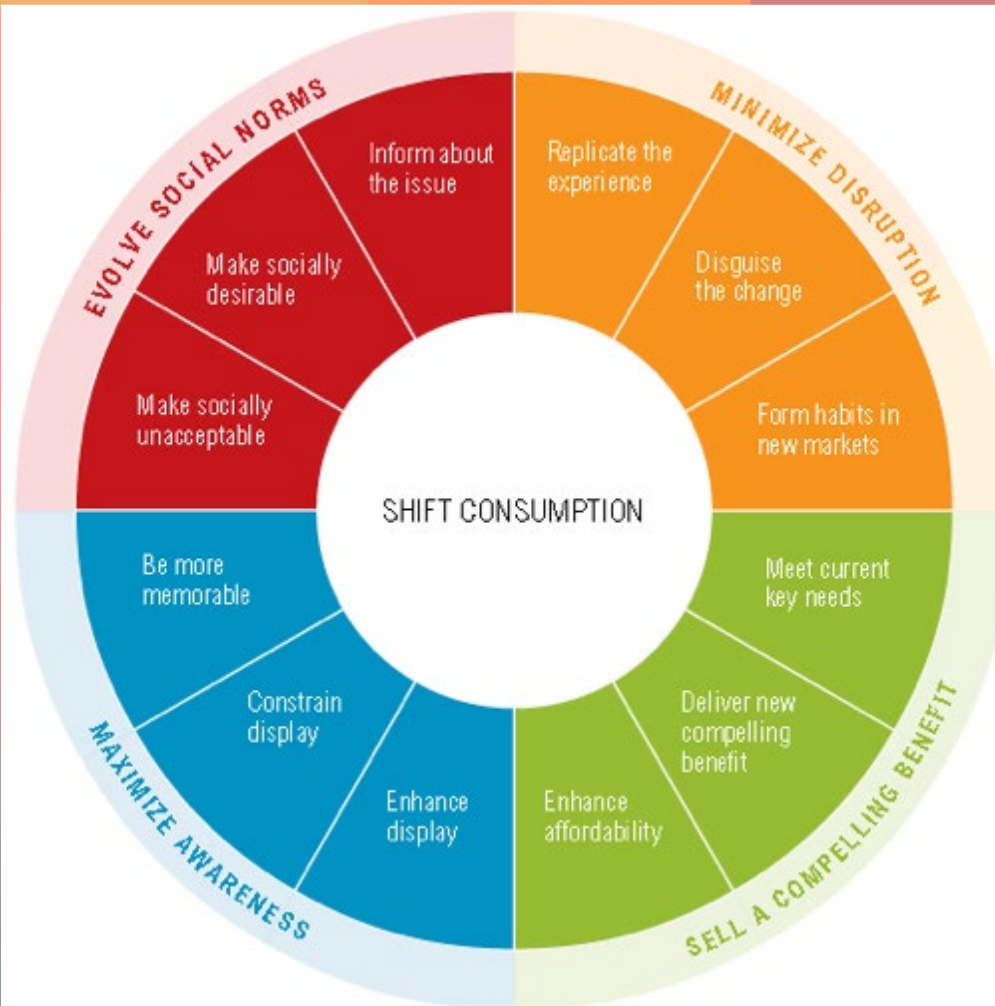 EVOLVE SOCIAL NORMS
Inform about
the issue
Make socially
desirable
Make socially
unacceptable
MINIMIZE DISRUPTION
Replicate the
experience
Disguise
the change
Form habits in
new markets
SHIFT CONSUMPTION
Be more
memorable
Constrain
display
Enhance
display
MAXIMIZE AWARENESS
Meet current
key needs
Deliver new
compelling
benefit
Enhance
affordability
SELL A COMPELLING BENEFIT